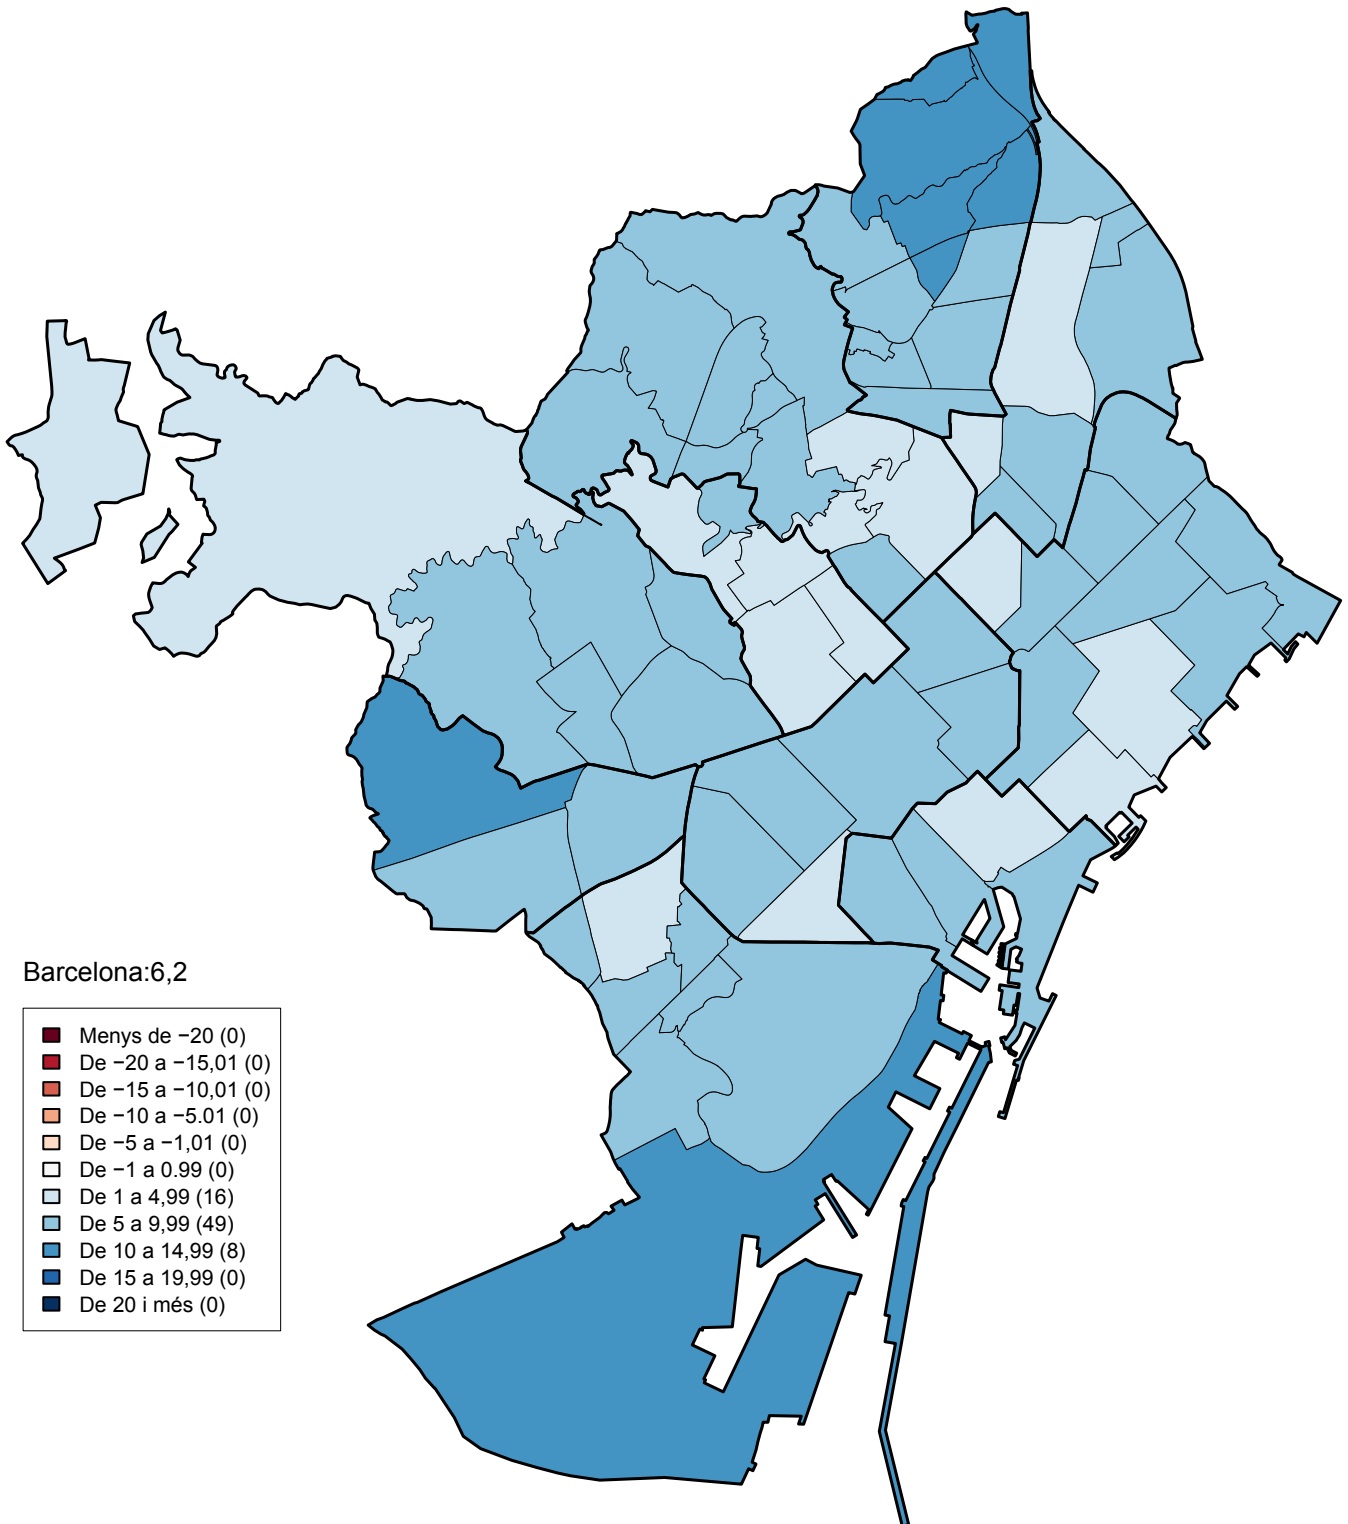 Barcelona:6,2
Menys de −20 (0)
De −20 a −15,01 (0)
De −15 a −10,01 (0)
De −10 a −5.01 (0)
De −5 a −1,01 (0)
De −1 a 0.99 (0)
De 1 a 4,99 (16)
De 5 a 9,99 (49)
De 10 a 14,99 (8)
De 15 a 19,99 (0)
De 20 i més (0)